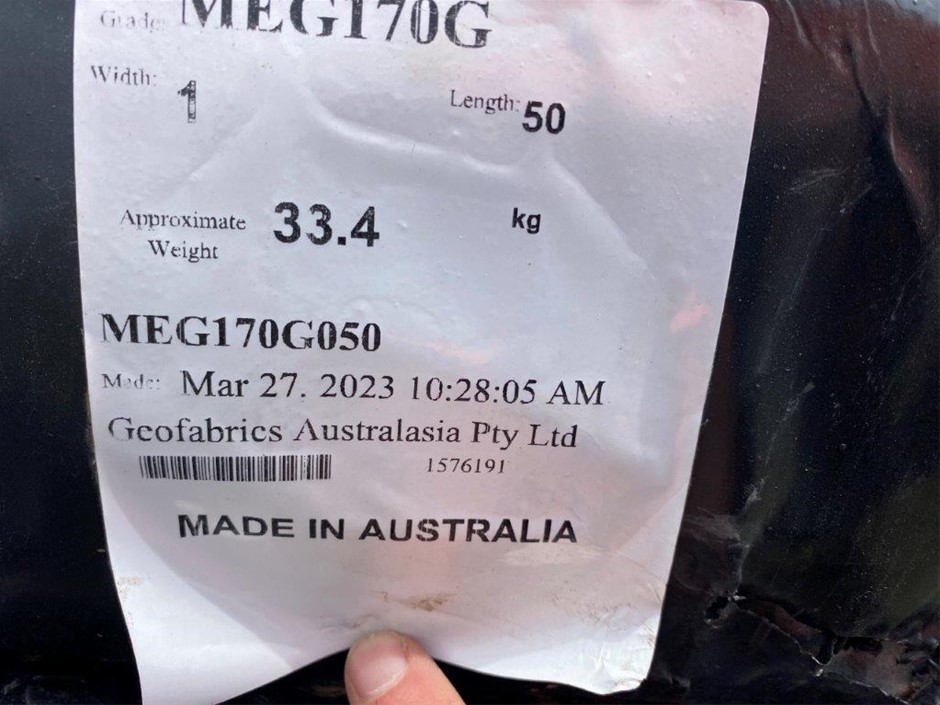 Grade: MEG170G
Width: 1 Length: 50
Approximate Weight 33.4 kg
MEG170G050
Made: Mar 27. 2023 10:28:05 AM
Geofabrics Australasia Pty Ltd
1576191
MADE IN AUSTRALIA